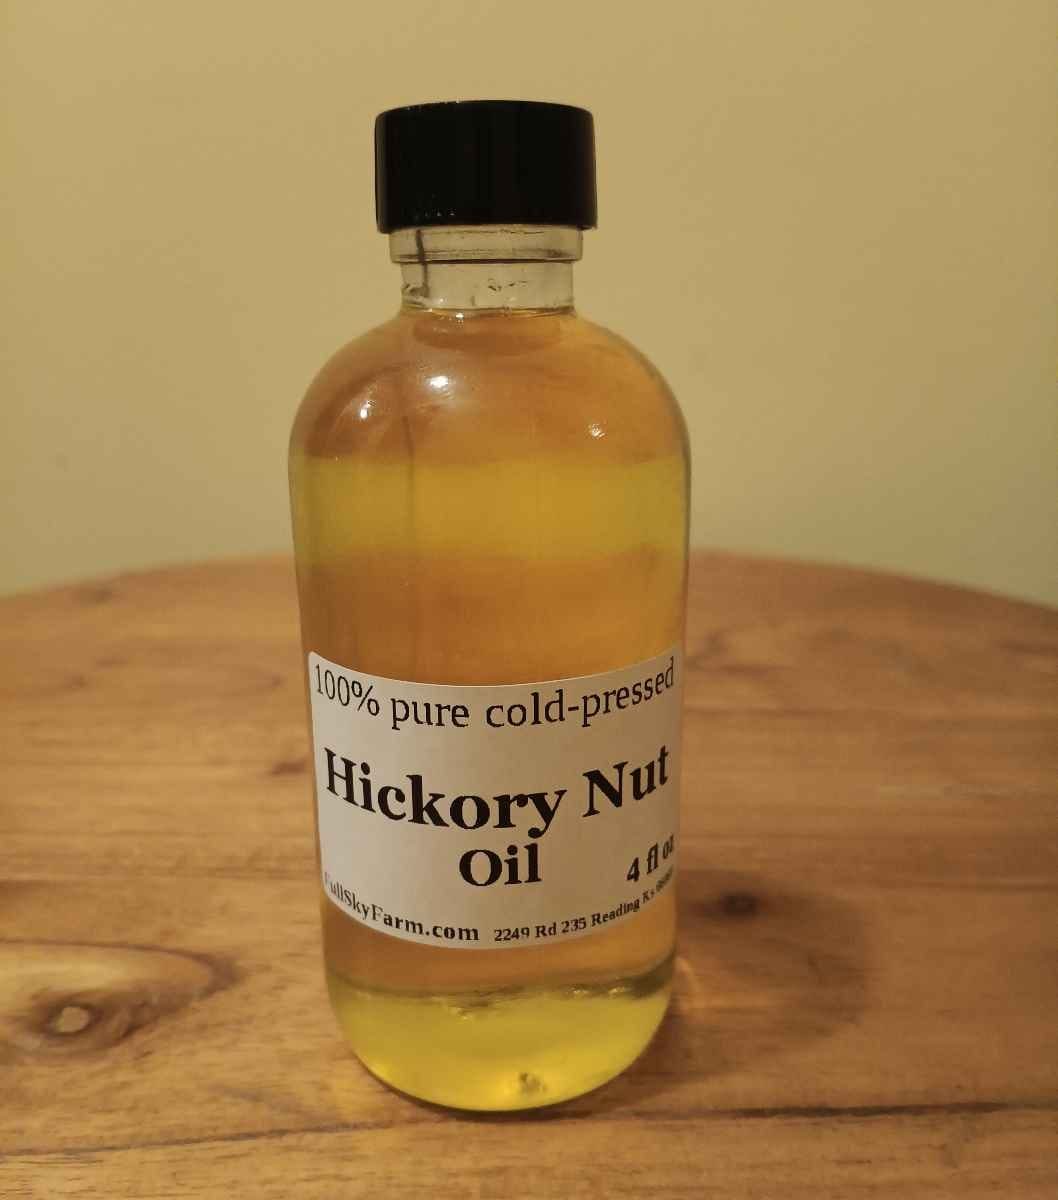 100% pure cold-pressed
Hickory Nut
Oil
4 fl oz
FullSkyFarm.com 2249 Rd 235 Reading Ks